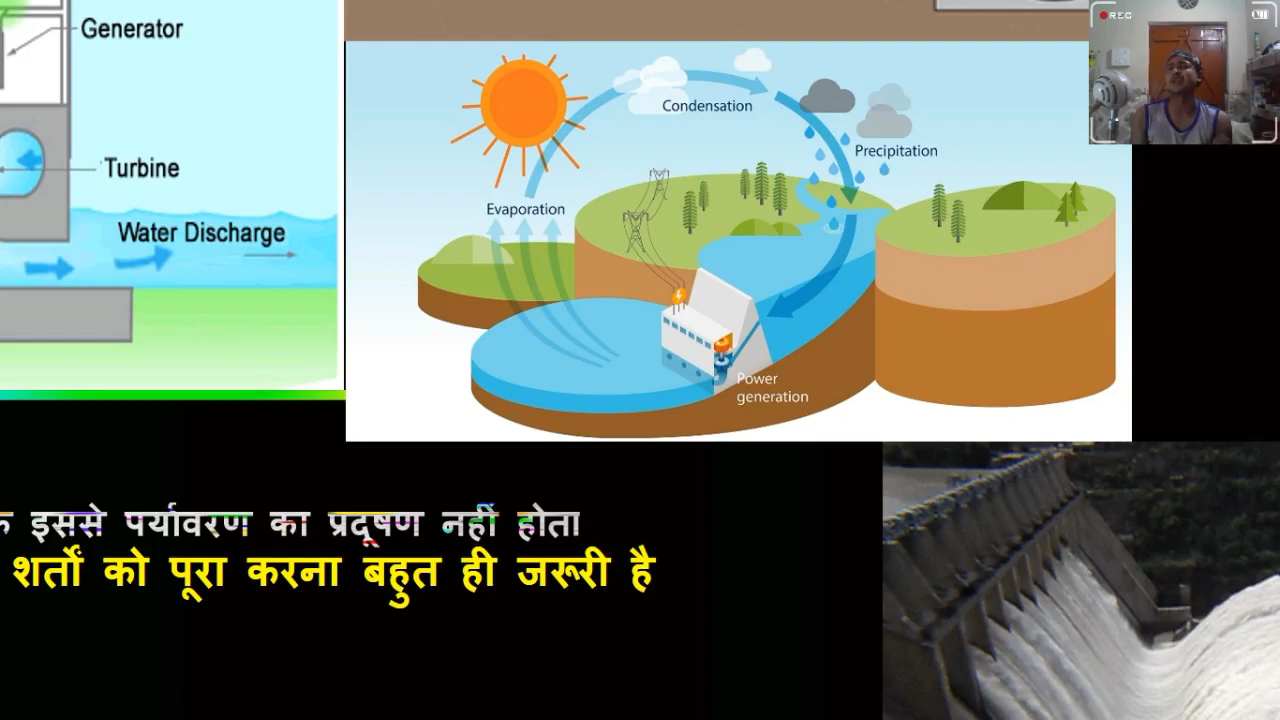 Generator
Turbine
Water Discharge
Condensation
Precipitation
Evaporation
Power
generation
REC
इससे पर्यावरण का प्रदूषण नहीं होता
शर्तों को पूरा करना बहुत ही जरूरी है